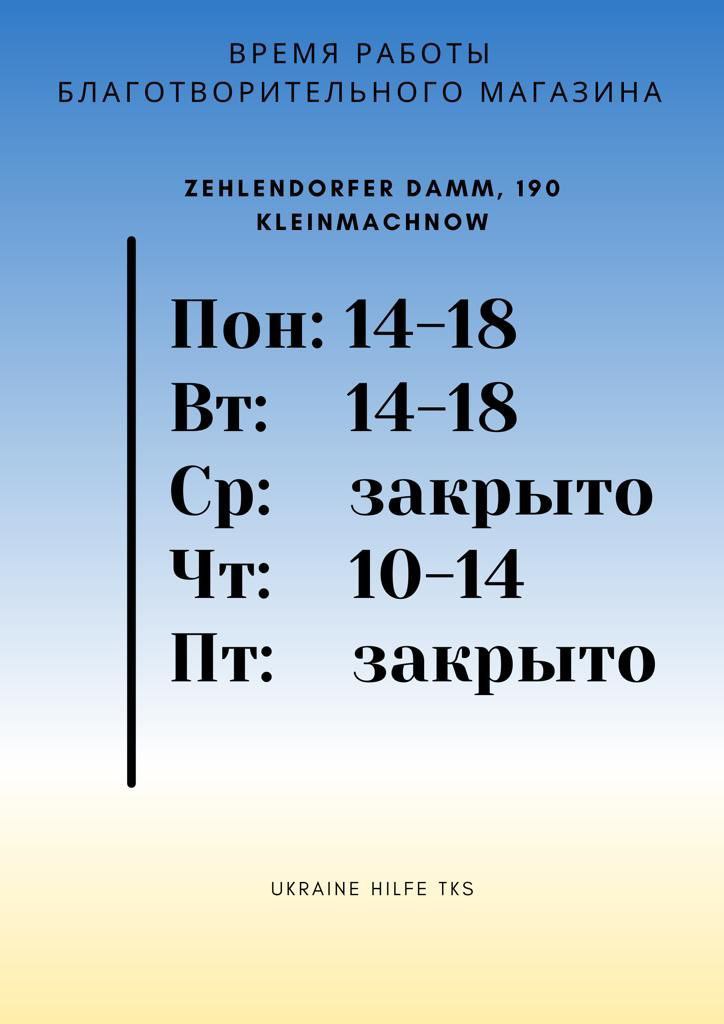 ВРЕМЯ РАБОТЫ
БЛАГОТВОРИТЕЛЬНОГО МАГАЗИНА
ZEHLENDORFER DAMM, 190
KLEINMACHNOW
Пон: 14–18
Вт: 14–18
Ср: закрыто
Чт: 10–14
Пт: закрыто
UKRAINE HILFE TKS